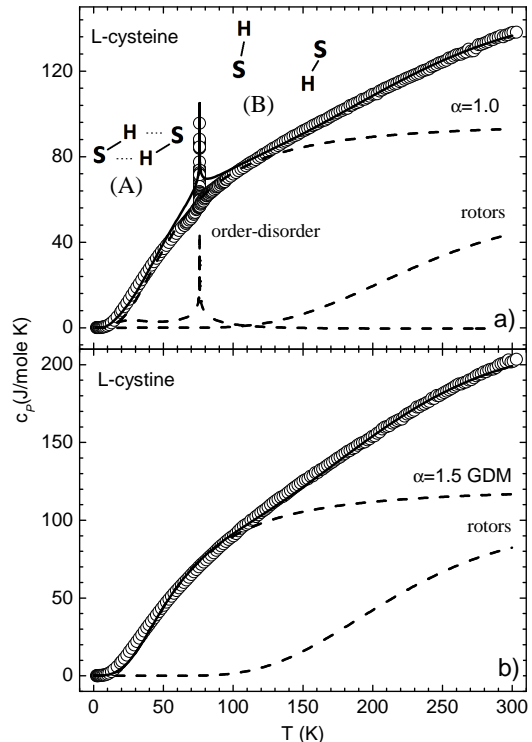 L-cysteine
H
S
S
H
(B)
α=1.0
H S
S H
(A)
order-disorder
rotors
a)
120
80
40
0
L-cystine
α=1.5 GDM
rotors
b)
200
150
100
50
0
c_P(J/mole K)
0 50 100 150 200 250 300
T (K)